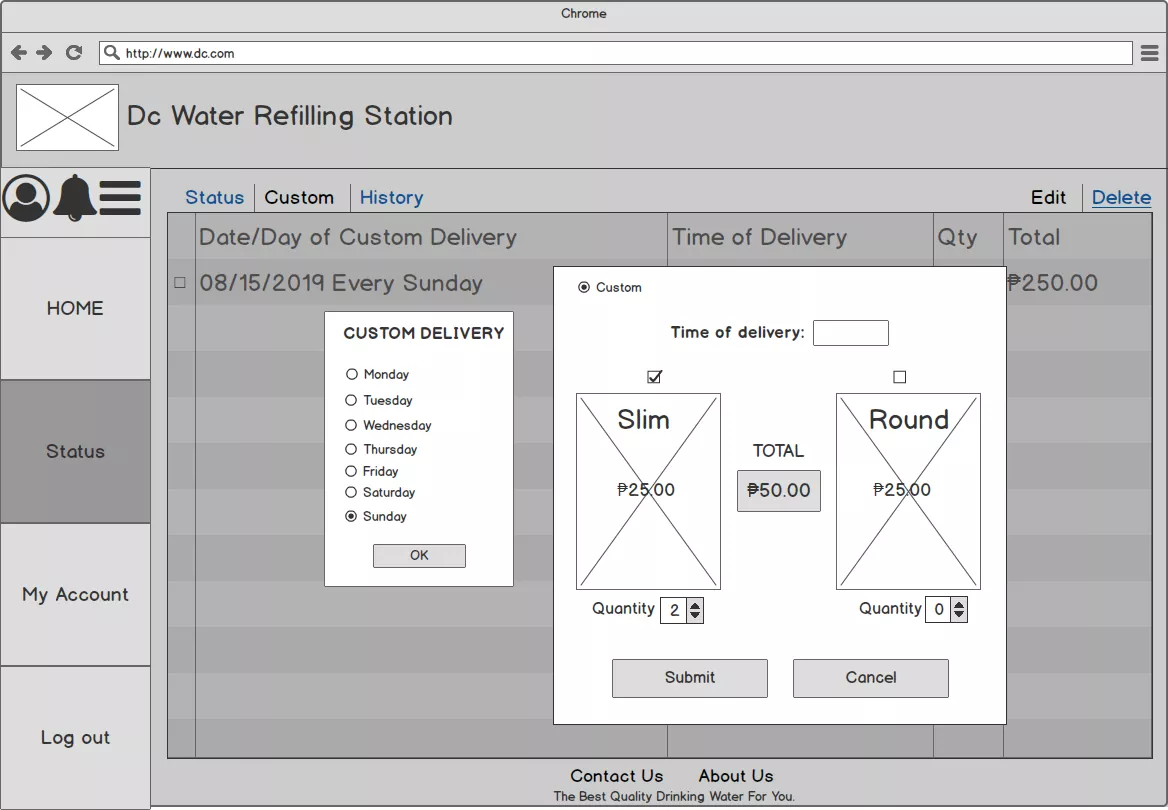 Chrome
http://www.dc.com
Dc Water Refilling Station
Status Custom History Edit Delete
Date/Day of Custom Delivery Time of Delivery Qty Total
08/15/2019 Every Sunday ₱250.00
HOME
Status
My Account
Log out
CUSTOM DELIVERY
Monday
Tuesday
Wednesday
Thursday
Friday
Saturday
Sunday
OK
Custom
Time of delivery:
Slim
₱25.00
Quantity 2
TOTAL
₱50.00
Round
₱25.00
Quantity 0
Submit Cancel
Contact Us About Us
The Best Quality Drinking Water For You.